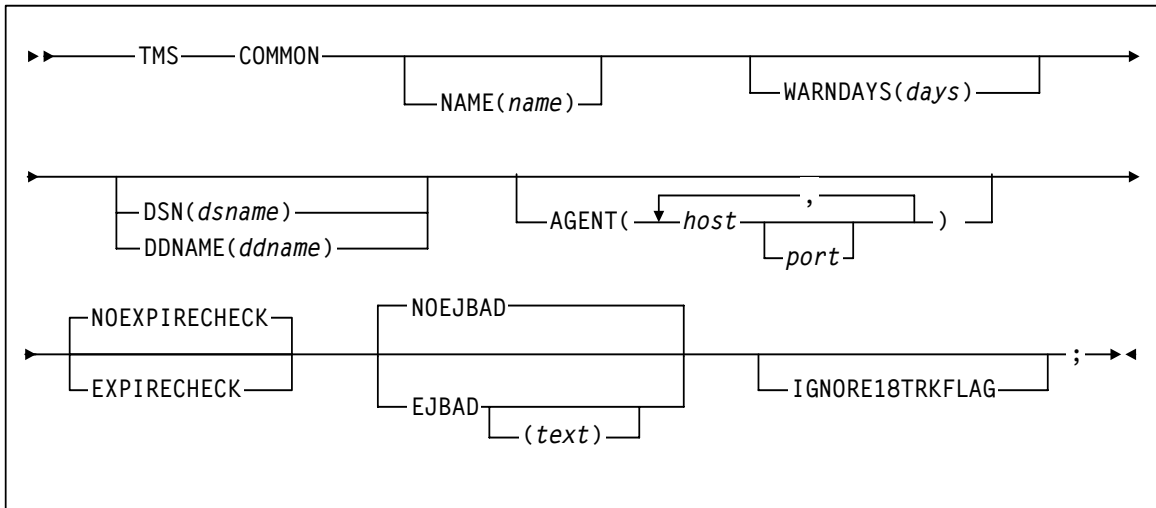 TMS COMMON
NAME(name) WARNDAYS(days)
,
DSN(dsname) AGENT( host )
DDNAME(ddname) port
NOEXPIRECHECK NOEJBAD
;
EXPIRECHECK EJBAD IGNORE18TRKFLAG
(text)